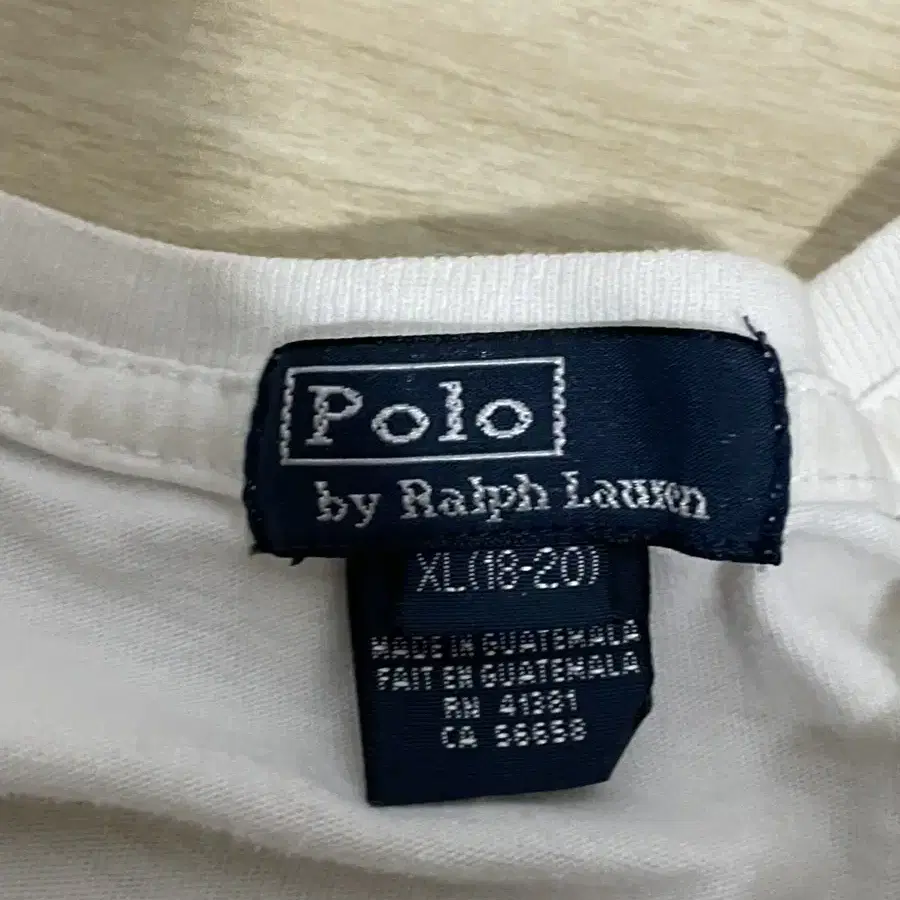 Polo
by Ralph Lauren
XL(18-20)
MADE IN GUATEMALA
FAIT EN GUATEMALA
RN 41381
CA 56658